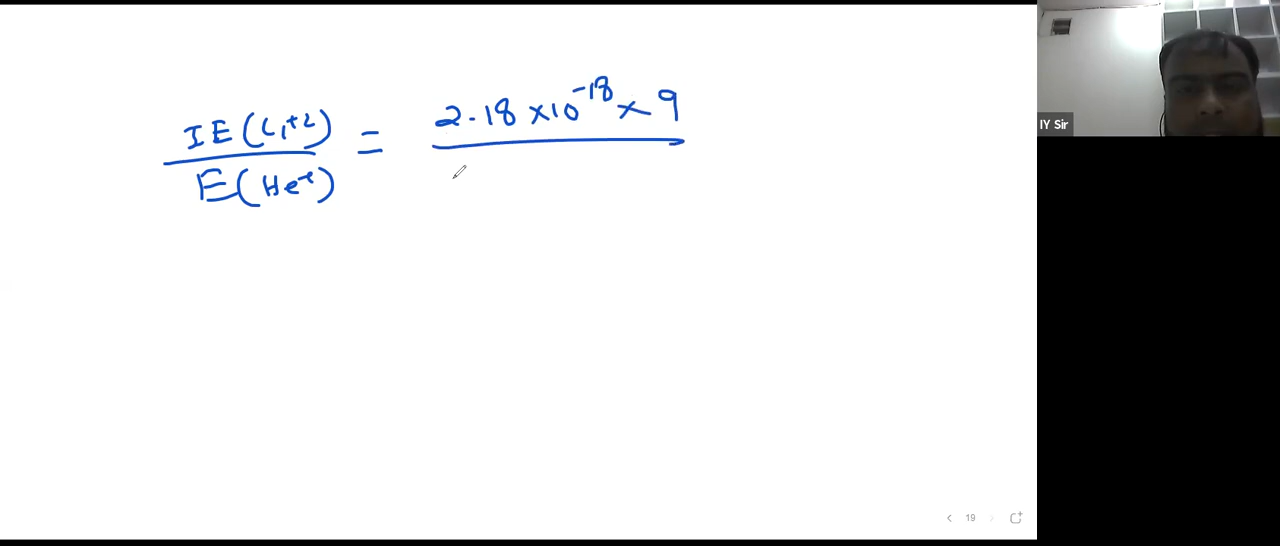 IE(Li+2) / E(He+) = 2.18 × 10^-18 × 9
IY Sir
19